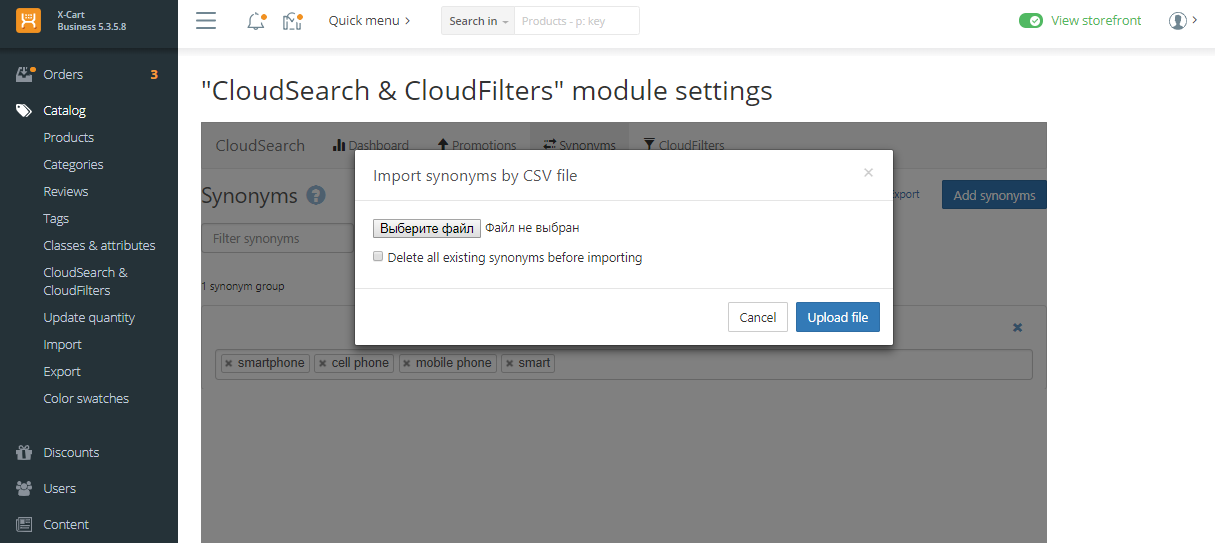 X-Cart
Business 5.3.5.8
Quick menu
Search in
Products - p: key
View storefront
Orders 3
Catalog
Products
Categories
Reviews
Tags
Classes & attributes
CloudSearch &
CloudFilters
Update quantity
Import
Export
Color swatches
Discounts
Users
Content
"CloudSearch & CloudFilters" module settings
CloudSearch Dashboard Promotions Synonyms CloudFilters
Synonyms ?
Add synonyms
Filter synonyms
1 synonym group
Import synonyms by CSV file
Выберите файл Файл не выбран
Delete all existing synonyms before importing
Cancel Upload file
smartphone cell phone mobile phone smart